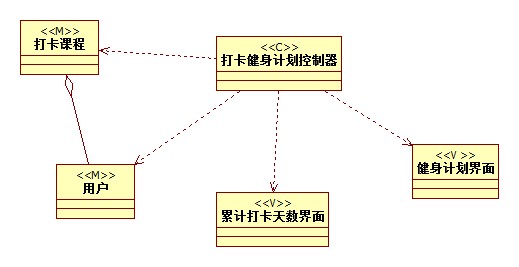 <<M>>
打卡课程
<<C>>
打卡健身计划控制器
<<V >>
健身计划界面
<<M>>
用户
<<V>>
累计打卡天数界面